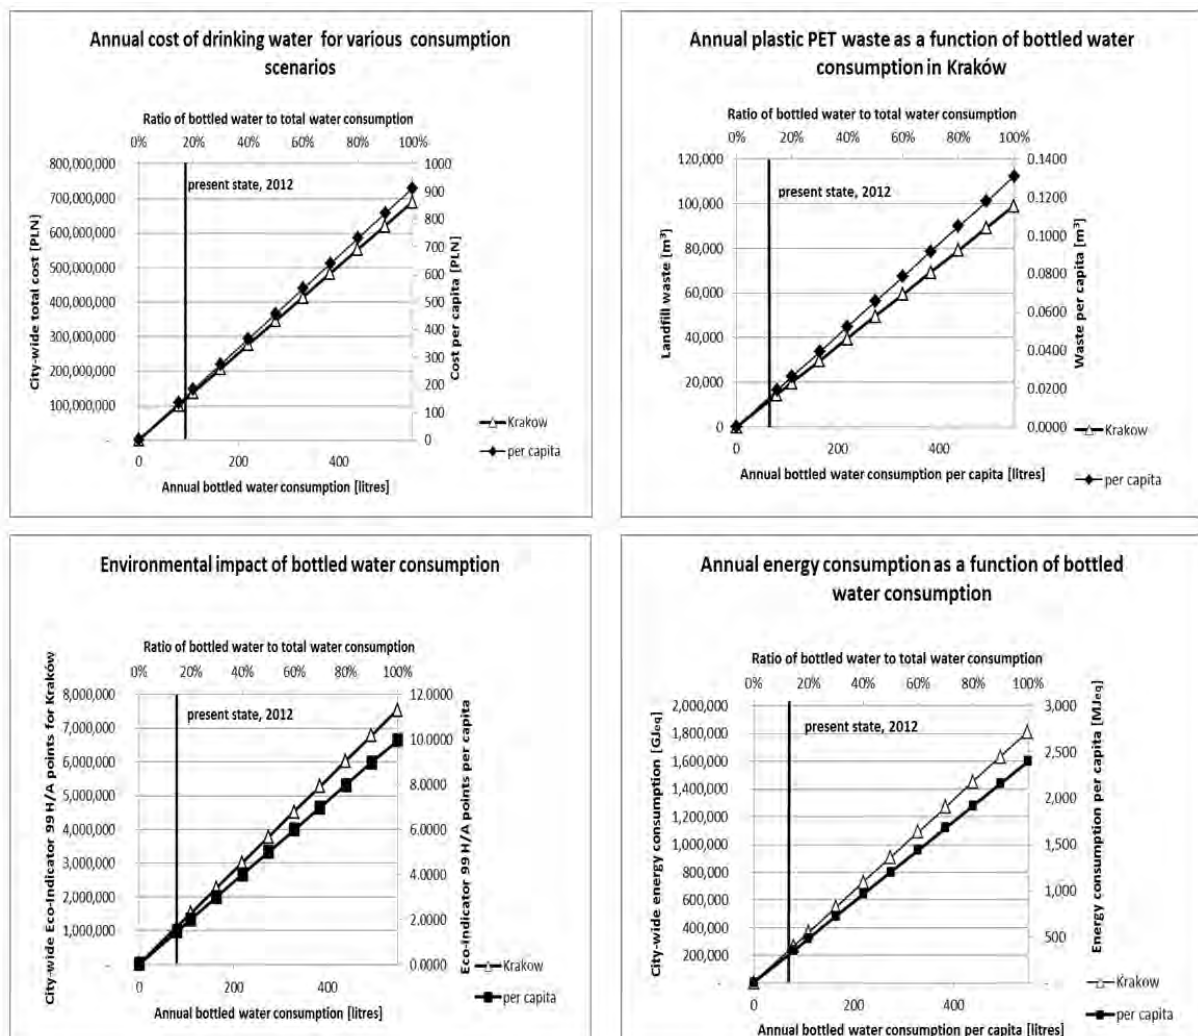 Annual cost of drinking water for various consumption
scenarios
Ratio of bottled water to total water consumption
0% 20% 40% 60% 80% 100%
800,000,000
700,000,000
600,000,000
500,000,000
400,000,000
300,000,000
200,000,000
100,000,000
-
City-wide total cost [PLN]
present state, 2012
1000
900
800
700
600
500
400
300
200
100
0
Cost per capita [PLN]
Krakow
per capita
0 200 400
Annual bottled water consumption [litres]
Annual plastic PET waste as a function of bottled water
consumption in Kraków
Ratio of bottled water to total water consumption
0% 20% 40% 60% 80% 100%
120,000
100,000
80,000
60,000
40,000
20,000
0
Landfill waste [m³]
present state, 2012
0.1400
0.1200
0.1000
0.0800
0.0600
0.0400
0.0200
0.0000
Waste per capita [m³]
Krakow
per capita
0 200 400
Annual bottled water consumption per capita [litres]
Environmental impact of bottled water consumption
Ratio of bottled water to total water consumption
0% 20% 40% 60% 80% 100%
8,000,000
7,000,000
6,000,000
5,000,000
4,000,000
3,000,000
2,000,000
1,000,000
-
City-wide Eco-Indicator 99 H/A points for Kraków
present state, 2012
12.0000
10.0000
8.0000
6.0000
4.0000
2.0000
0.0000
Eco-Indicator 99 H/A points per capita
Krakow
per capita
0 200 400
Annual bottled water consumption [litres]
Annual energy consumption as a function of bottled
water consumption
Ratio of bottled water to total water consumption
0% 20% 40% 60% 80% 100%
2,000,000
1,800,000
1,600,000
1,400,000
1,200,000
1,000,000
800,000
600,000
400,000
200,000
-
City-wide energy consumption [GJeq]
present state, 2012
3,000
2,500
2,000
1,500
1,000
500
-
Energy consumption per capita [MJeq]
Krakow
per capita
0 200 400
Annual bottled water consumption per capita [litres]